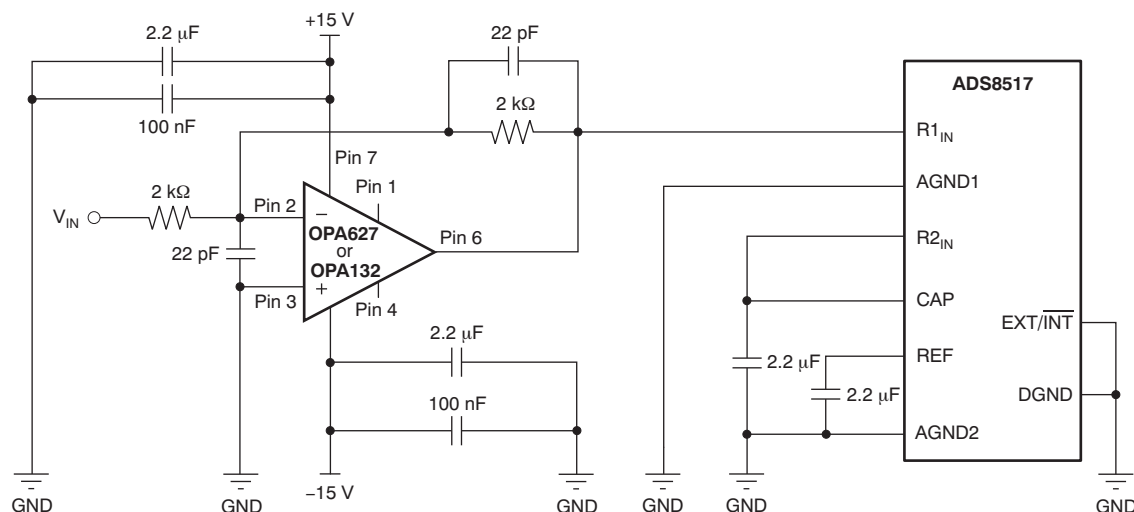 +15 V
2.2 μF
22 pF
ADS8517
100 nF
2 kΩ
R1IN
Pin 7
Pin 1
AGND1
2 kΩ
VIN
Pin 2
−
OPA627
or
OPA132
Pin 6
R2IN
22 pF
+
Pin 3
Pin 4
CAP
EXT/INT
2.2 μF
REF
2.2 μF
2.2 μF
DGND
100 nF
AGND2
GND
GND
−15 V
GND
GND
GND
GND